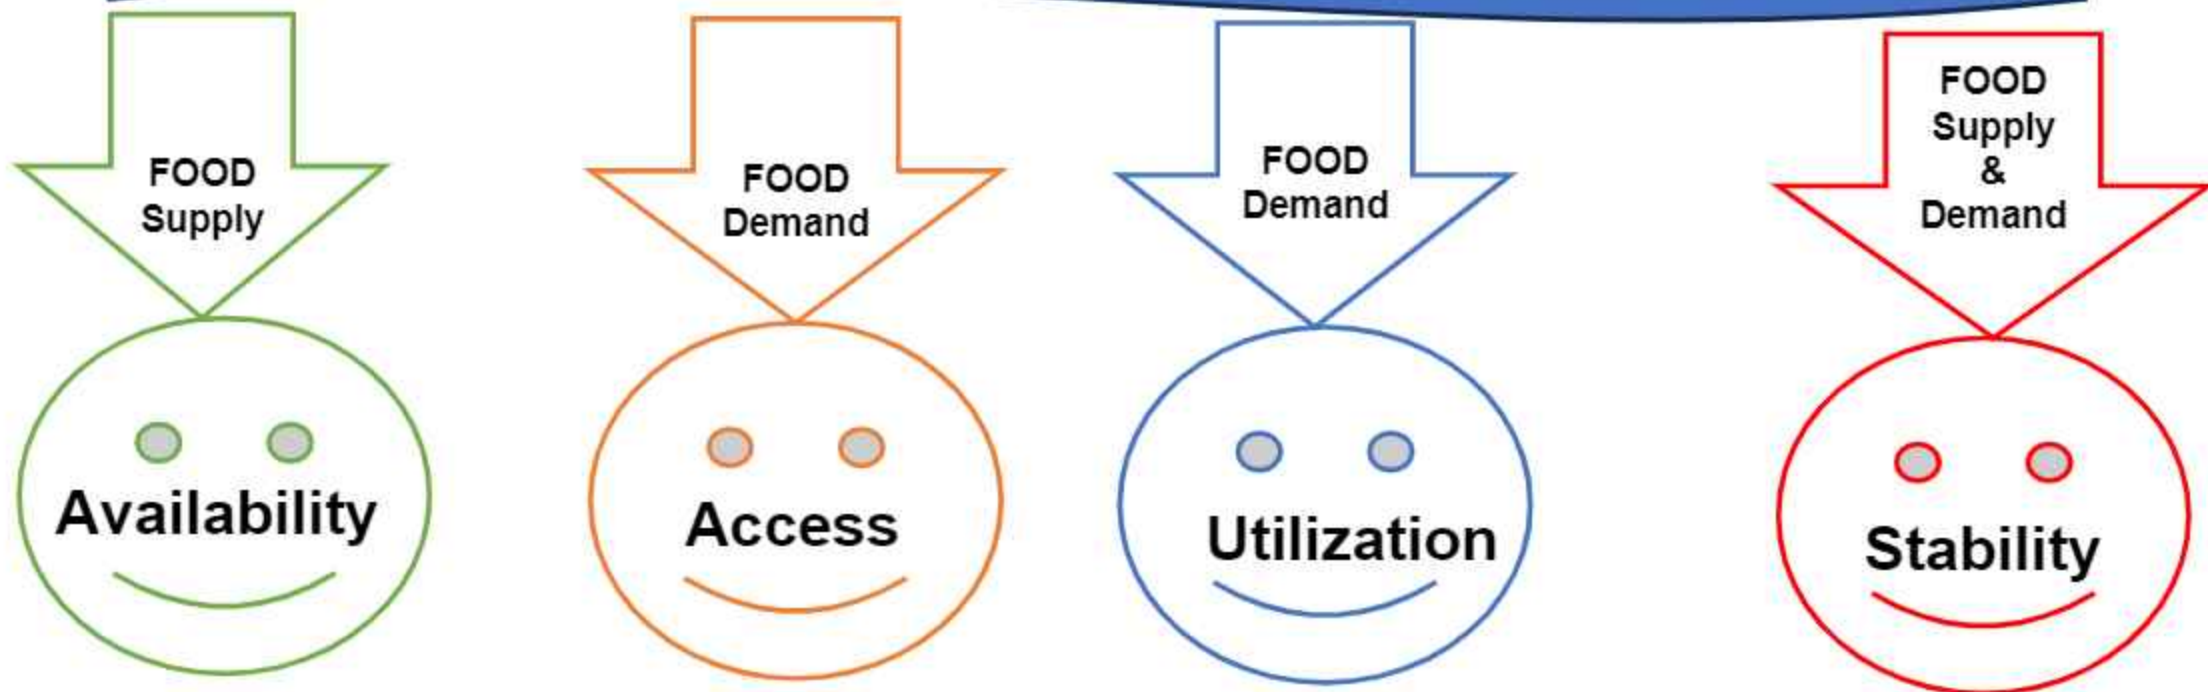 FOOD
Supply
FOOD
Demand
FOOD
Demand
FOOD
Supply
&
Demand
Availability
Access
Utilization
Stability